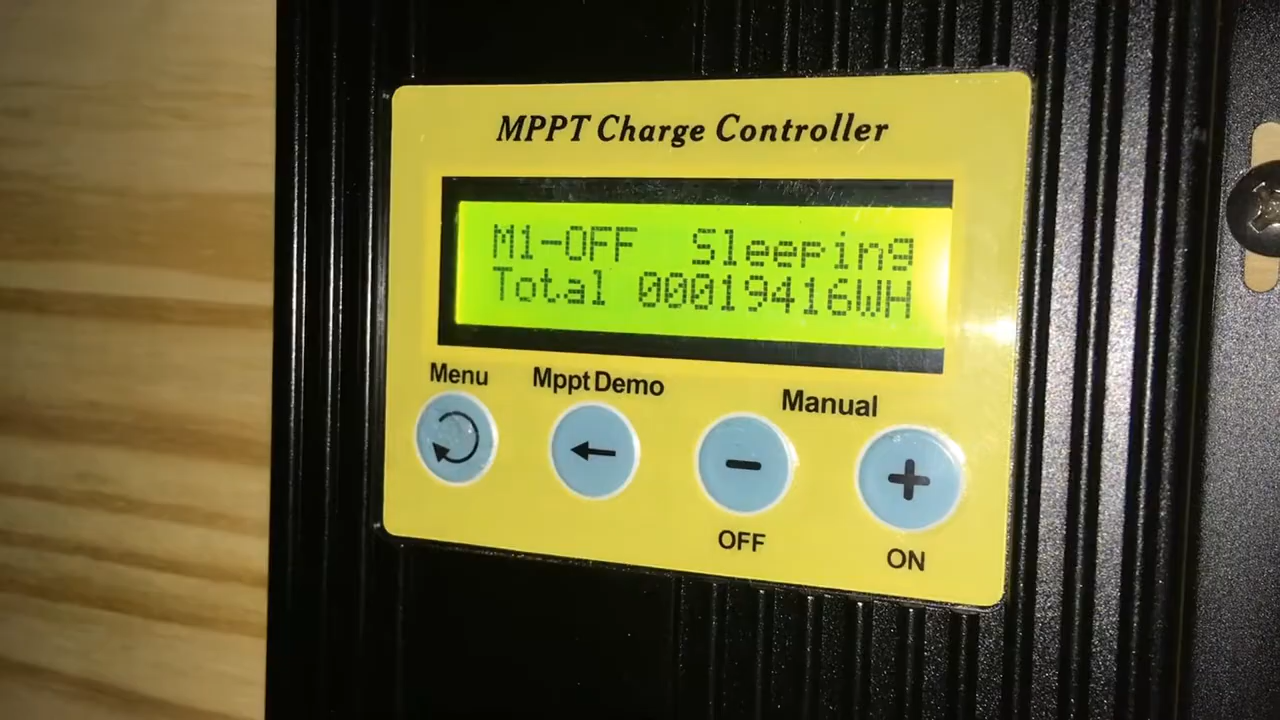 MPPT Charge Controller
M1-OFF Sleeping
Total 00019416WH
Menu
Mppt Demo
Manual
OFF
ON